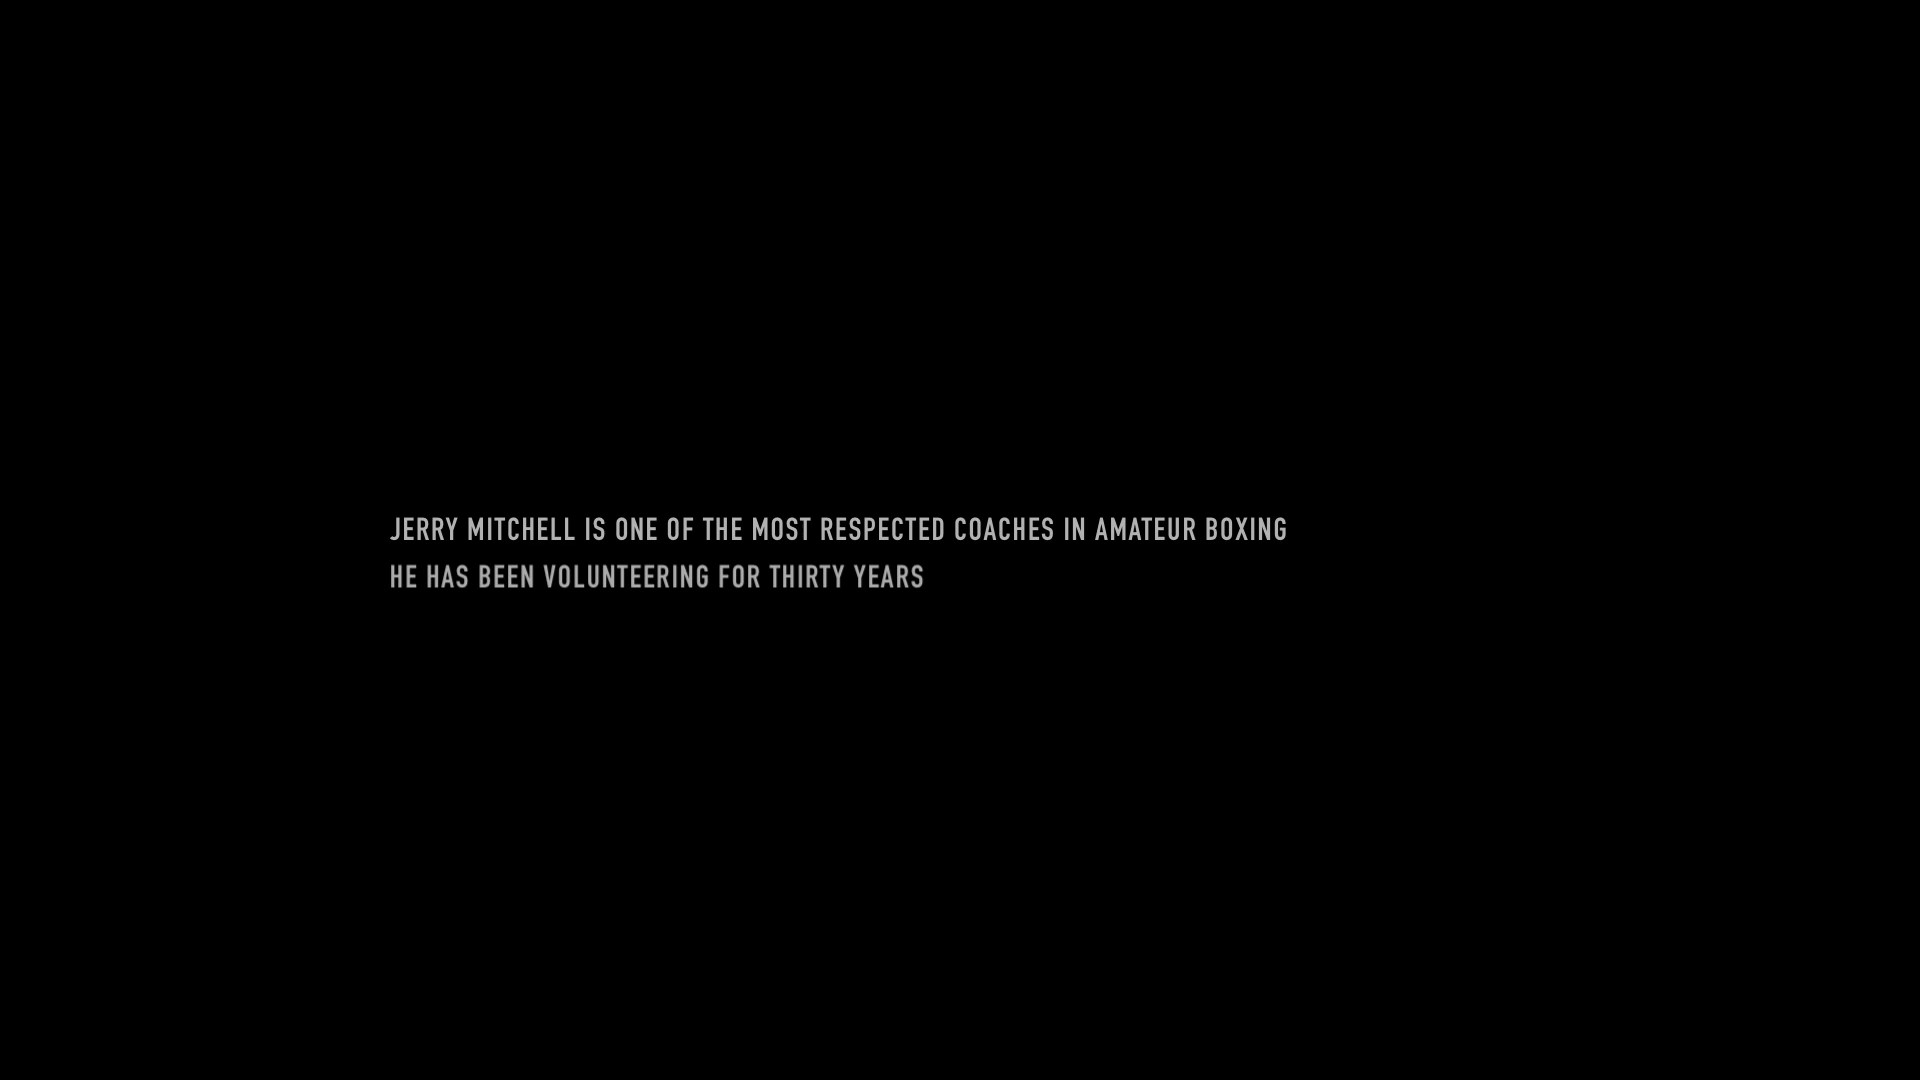 JERRY MITCHELL IS ONE OF THE MOST RESPECTED COACHES IN AMATEUR BOXING
HE HAS BEEN VOLUNTEERING FOR THIRTY YEARS